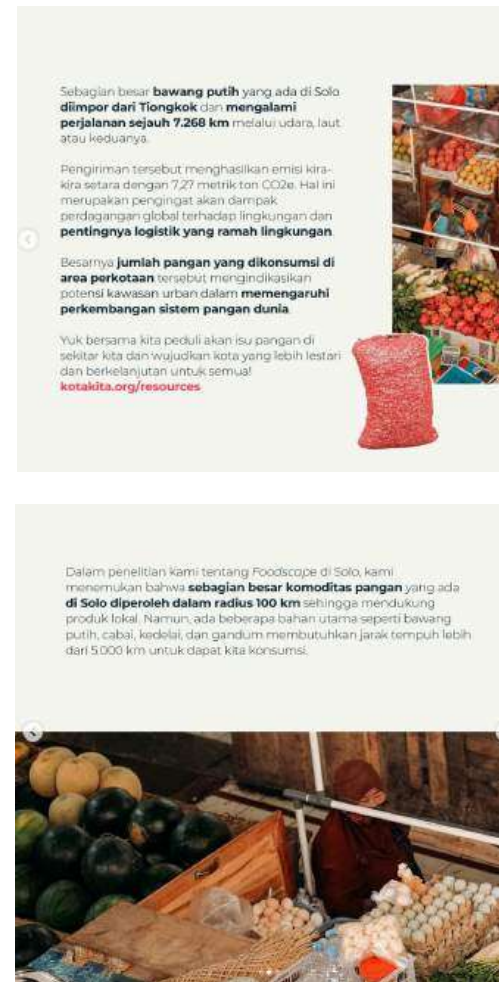 Sebagian besar bawang putih yang ada di Solo
diimpor dari Tiongkok dan mengalami
perjalanan sejauh 7.268 km melalui udara, laut
atau keduanya.
Pengiriman tersebut menghasilkan emisi kira-
kira setara dengan 7,27 metrik ton CO2e. Hal ini
merupakan pengingat akan dampak
perdagangan global terhadap lingkungan dan
pentingnya logistik yang ramah lingkungan.
Besarnya jumlah pangan yang dikonsumsi di
area perkotaan tersebut mengindikasikan
potensi kawasan urban dalam memengaruhi
perkembangan sistem pangan dunia.
Yuk bersama kita peduli akan isu pangan di
sekitar kita dan wujudkan kota yang lebih lestari
dan berkelanjutan untuk semua!
kotakita.org/resources
Dalam penelitian kami tentang Foodscape di Solo, kami
menemukan bahwa sebagian besar komoditas pangan yang ada
di Solo diperoleh dalam radius 100 km sehingga mendukung
produk lokal. Namun, ada beberapa bahan utama seperti bawang
putih, cabai, kedelai, dan gandum membutuhkan jarak tempuh lebih
dari 5.000 km untuk dapat kita konsumsi.